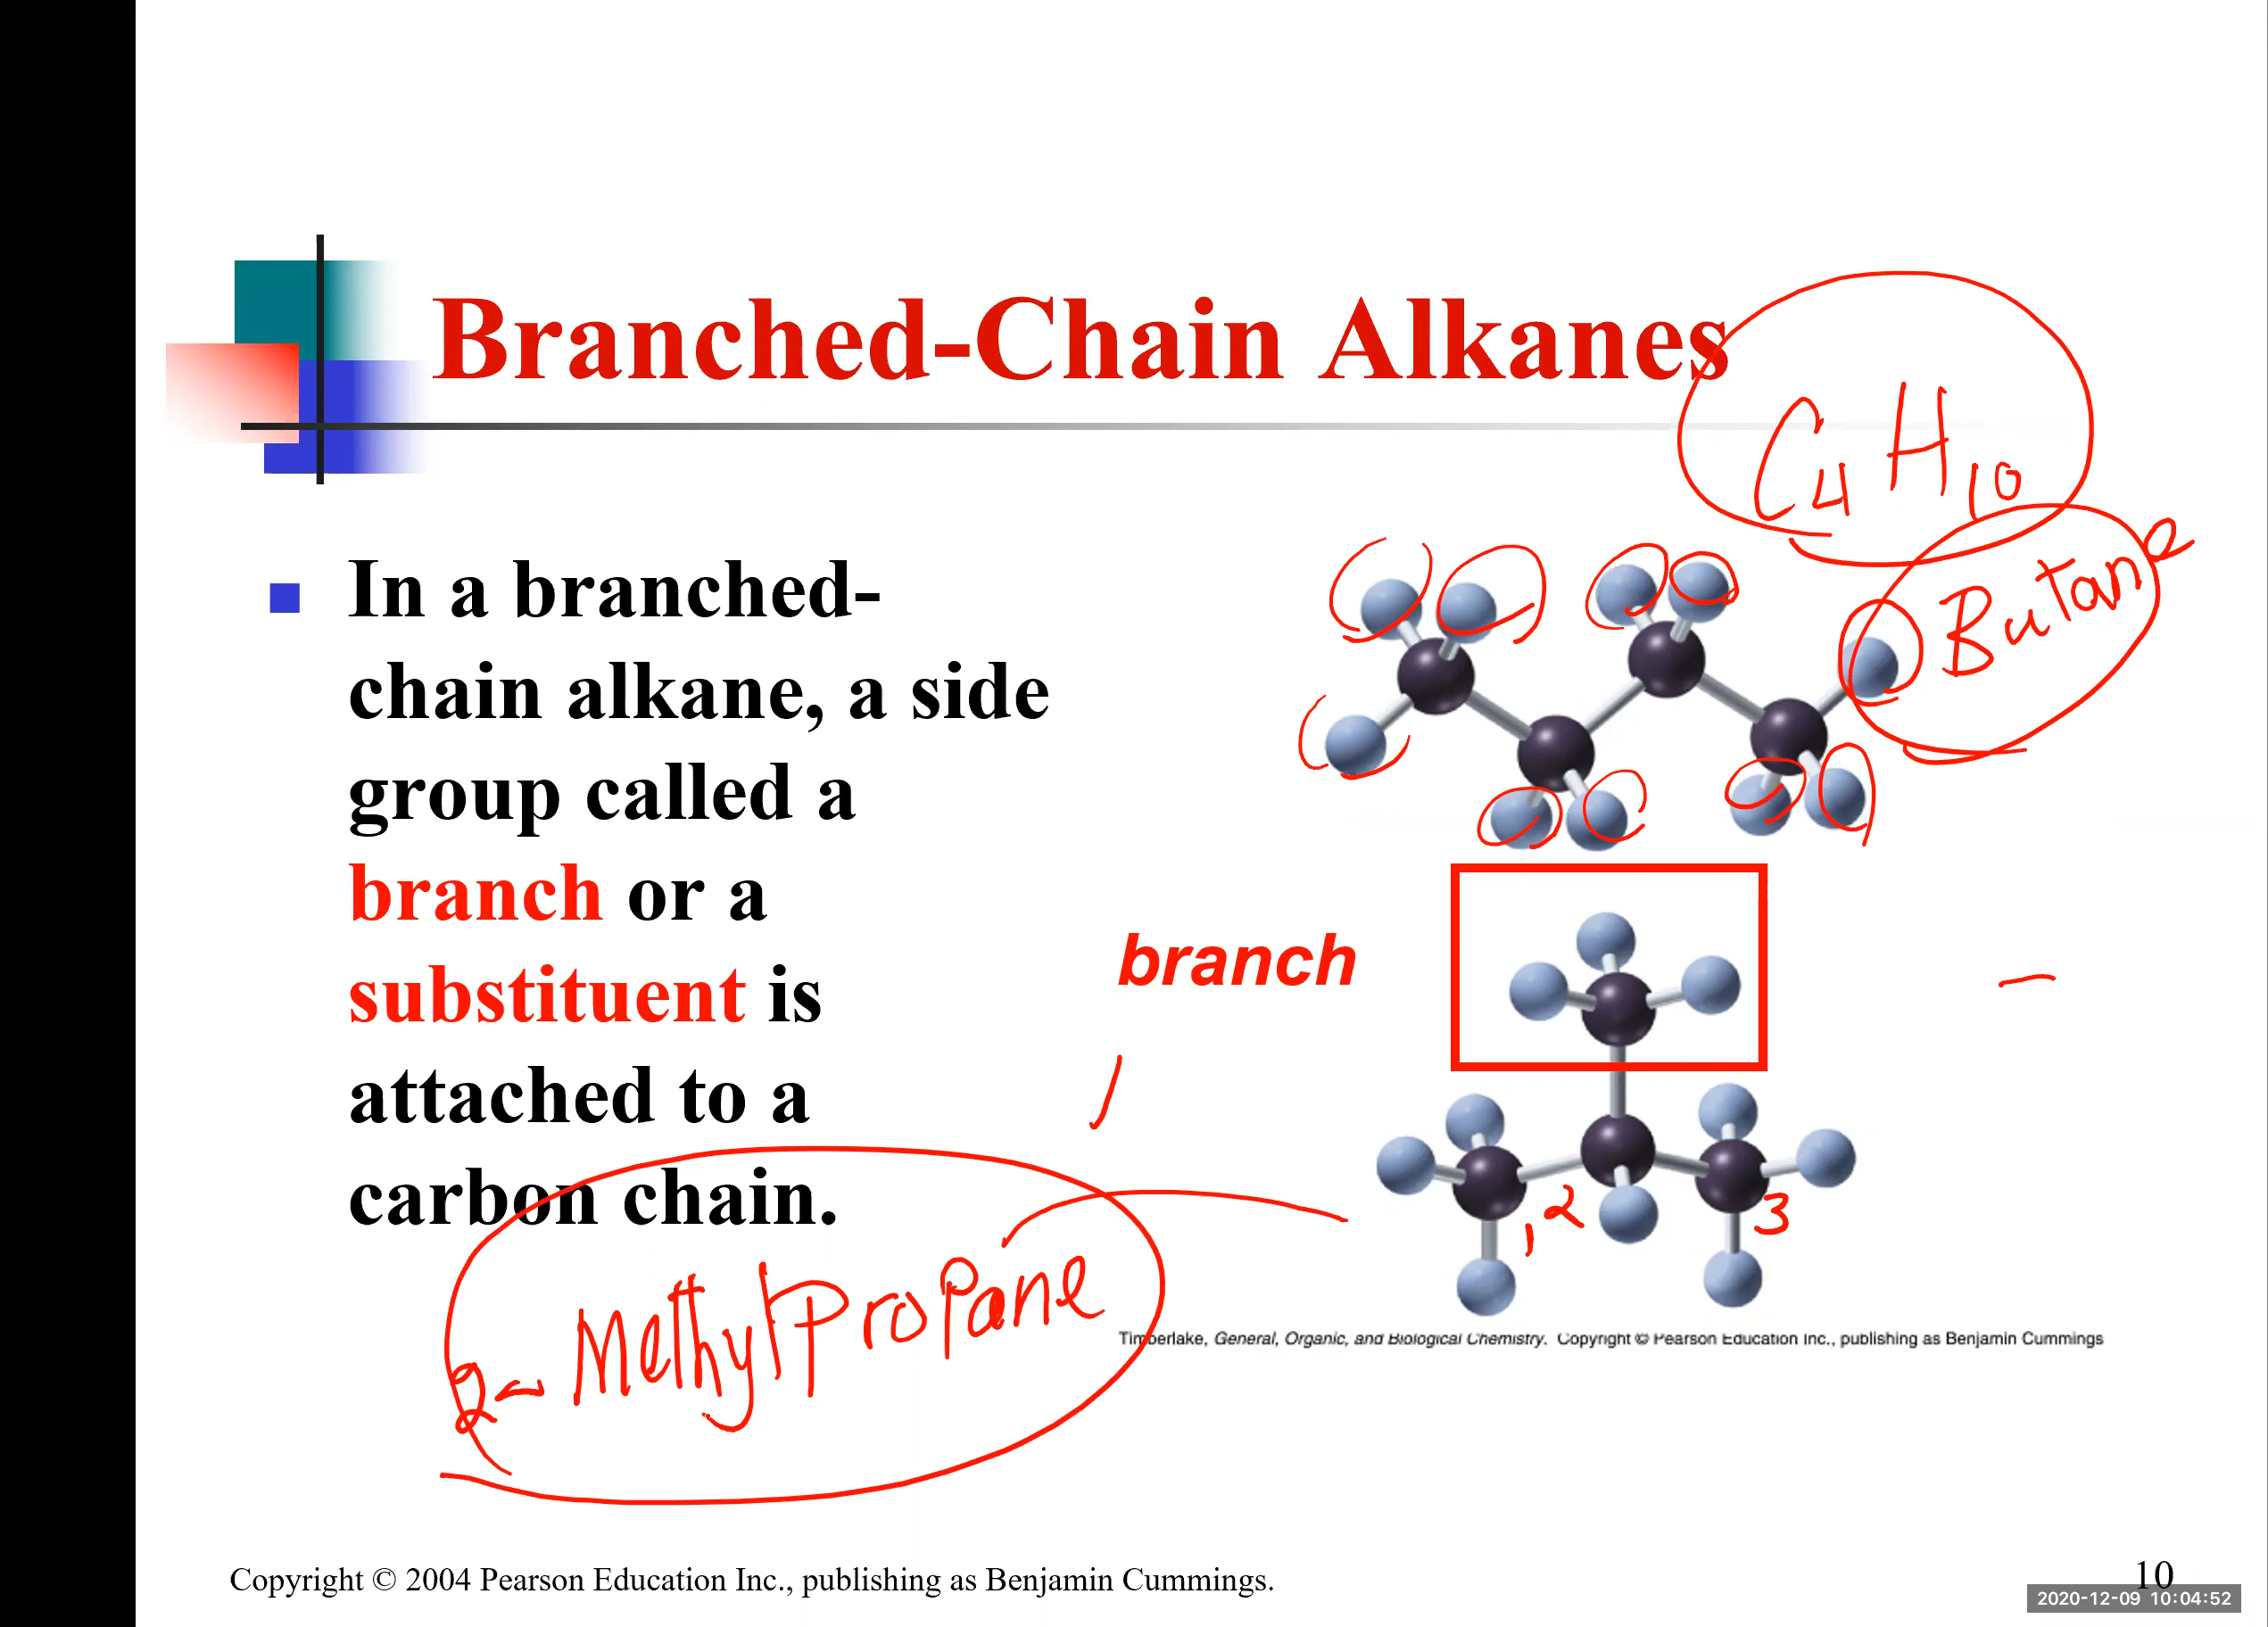 Branched-Chain Alkanes
C4H10
Butane
In a branched-
chain alkane, a side
group called a
branch or a
substituent is
attached to a
carbon chain.
branch
1 2 3
2- MethylPropane
Timberlake, General, Organic, and Biological Chemistry. Copyright © Pearson Education Inc., publishing as Benjamin Cummings
Copyright © 2004 Pearson Education Inc., publishing as Benjamin Cummings.
10
2020-12-09 10:04:52